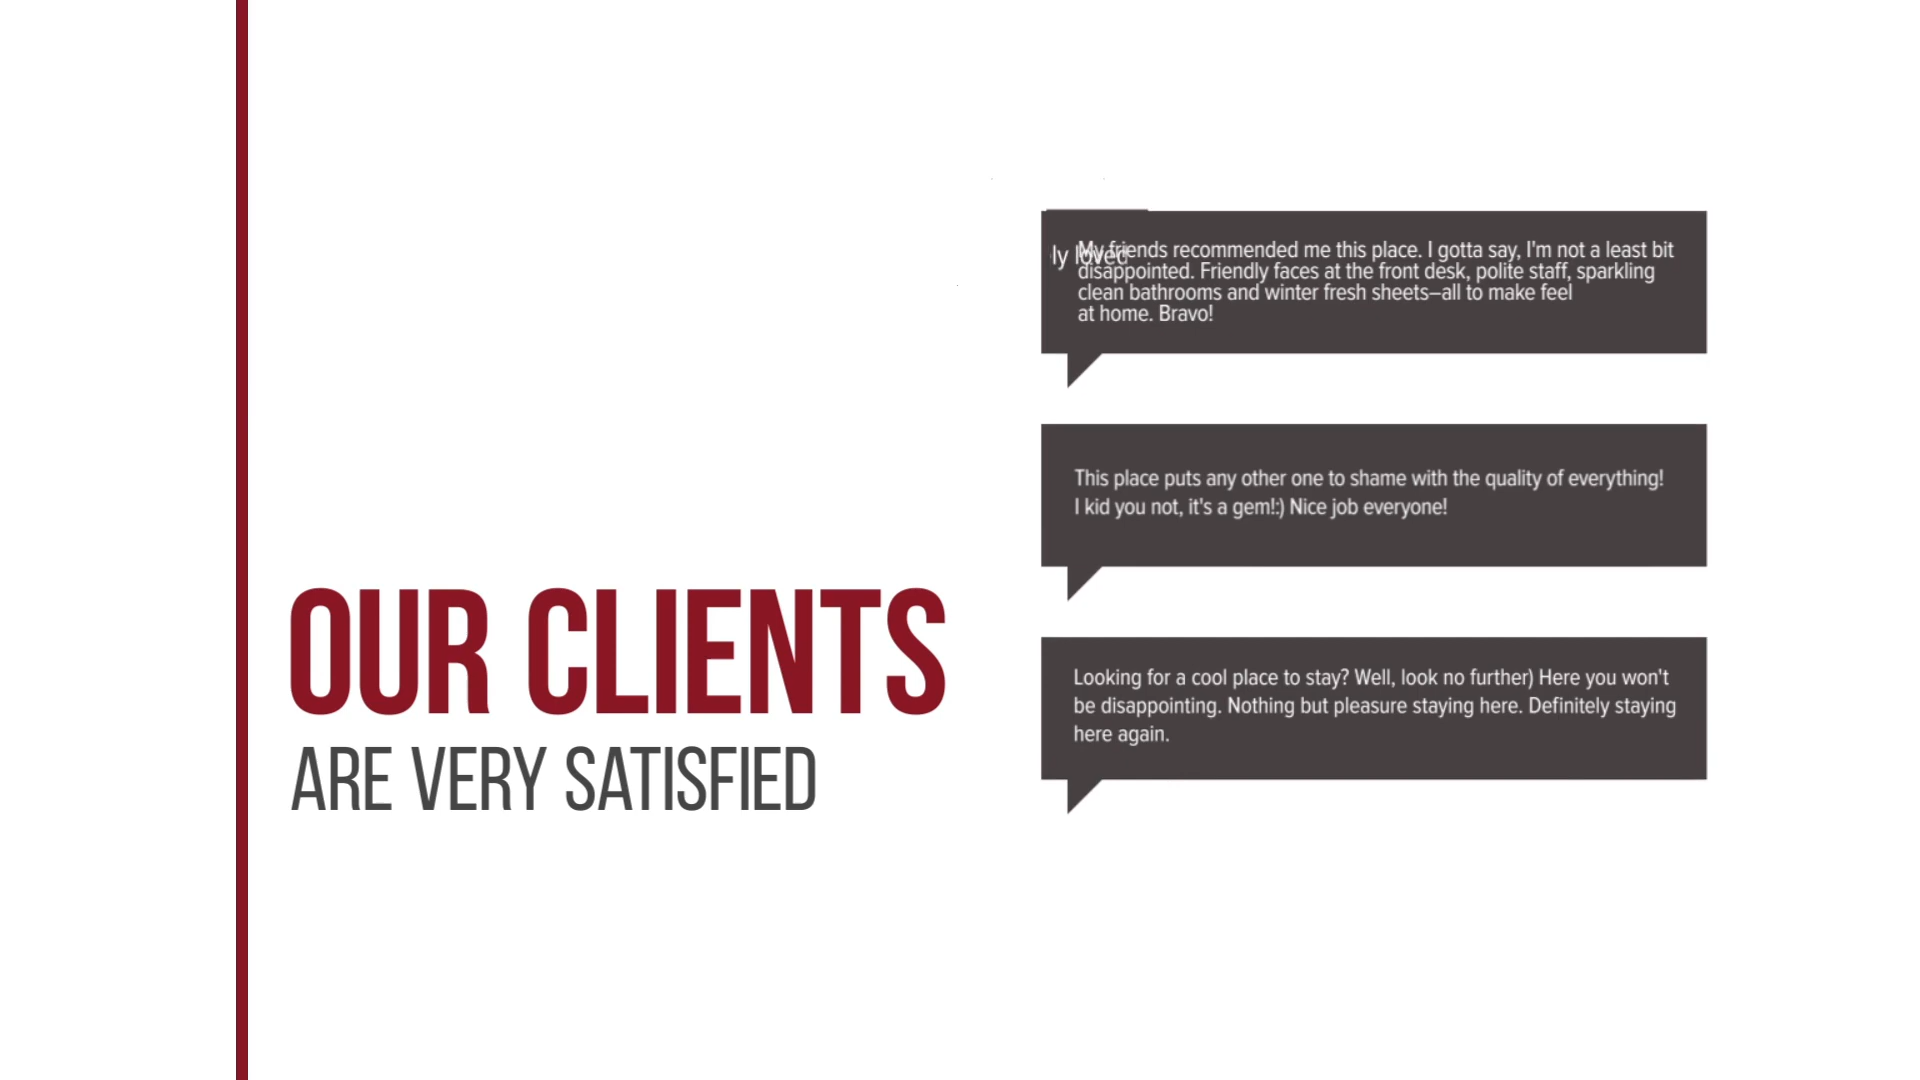 OUR CLIENTS
ARE VERY SATISFIED
ly loved
My friends recommended me this place. I gotta say, I'm not a least bit
disappointed. Friendly faces at the front desk, polite staff, sparkling
clean bathrooms and winter fresh sheets–all to make feel
at home. Bravo!
This place puts any other one to shame with the quality of everything!
I kid you not, it's a gem!:) Nice job everyone!
Looking for a cool place to stay? Well, look no further) Here you won't
be disappointing. Nothing but pleasure staying here. Definitely staying
here again.